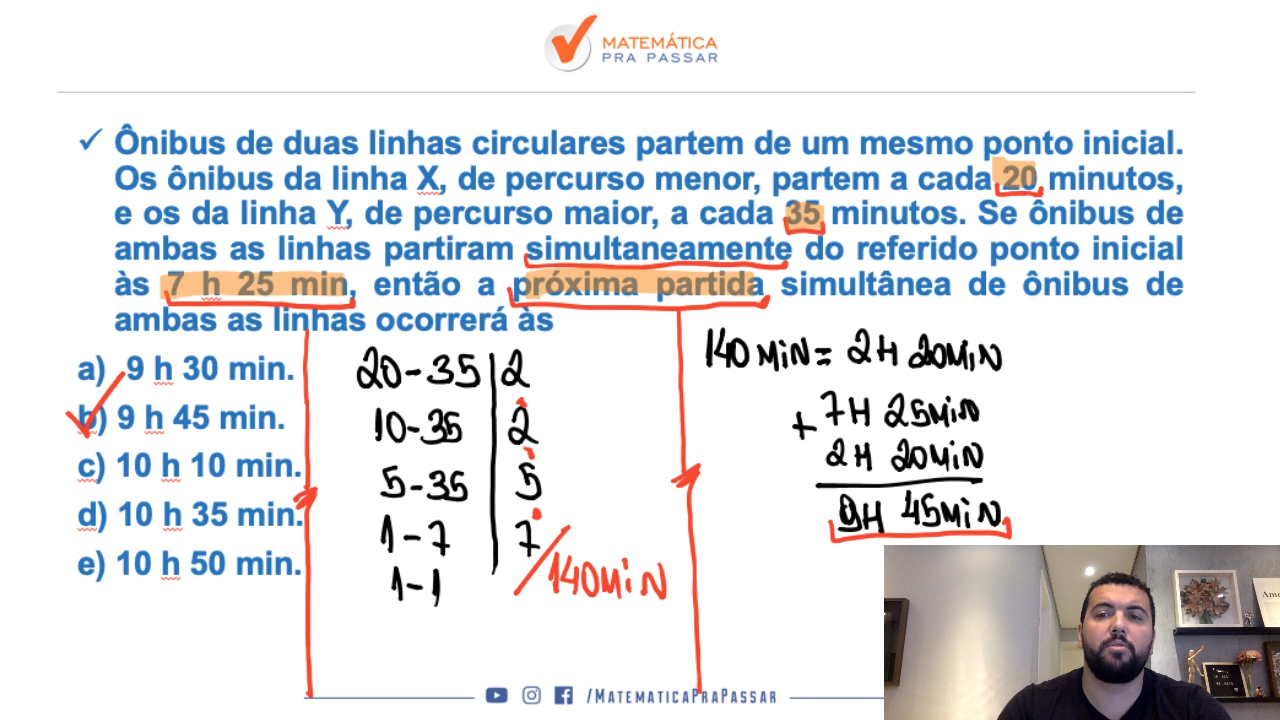 MATEMÁTICA
PRA PASSAR
✓ Ônibus de duas linhas circulares partem de um mesmo ponto inicial.
Os ônibus da linha X, de percurso menor, partem a cada 20 minutos,
e os da linha Y, de percurso maior, a cada 35 minutos. Se ônibus de
ambas as linhas partiram simultaneamente do referido ponto inicial
às 7 h 25 min, então a próxima partida simultânea de ônibus de
ambas as linhas ocorrerá às
a) 9 h 30 min.
b) 9 h 45 min.
c) 10 h 10 min.
d) 10 h 35 min.
e) 10 h 50 min.
20-35 | 2
10-35 | 2
5-35 | 5
1-7 | 7
1-1
/140MIN
140MIN = 2H 20MIN
+ 7H 25MIN
2H 20MIN
9H 45MIN
/MATEMATICAPRAPASSAR